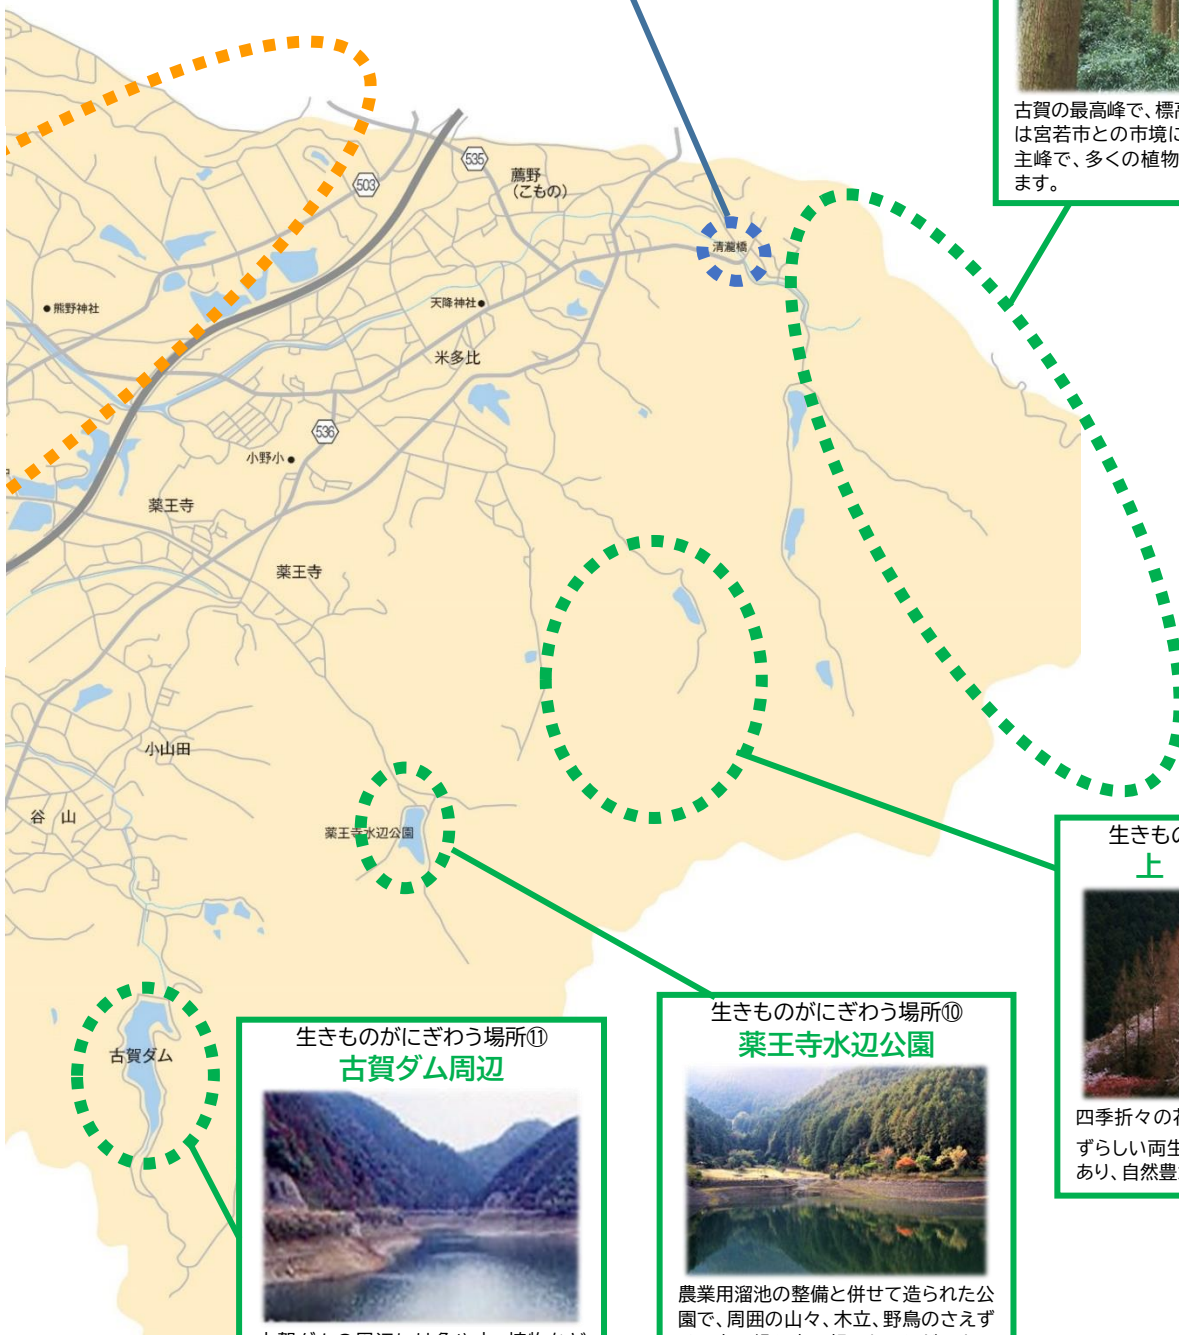 古賀の最高峰で、標高
は宮若市との市境に
主峰で、多くの植物
ます。
535
503
薦野
(こもの)
清瀧橋
熊野神社
天降神社
米多比
536
小野小
薬王寺
薬王寺
小山田
谷 山
薬王寺水辺公園
古賀ダム
生きもの
上
四季折々の花
ずらしい両生
あり、自然豊
生きものがにぎわう場所⑩
薬王寺水辺公園
農業用溜池の整備と併せて造られた公
園で、周囲の山々、木立、野鳥のさえず
生きものがにぎわう場所⑪
古賀ダム周辺